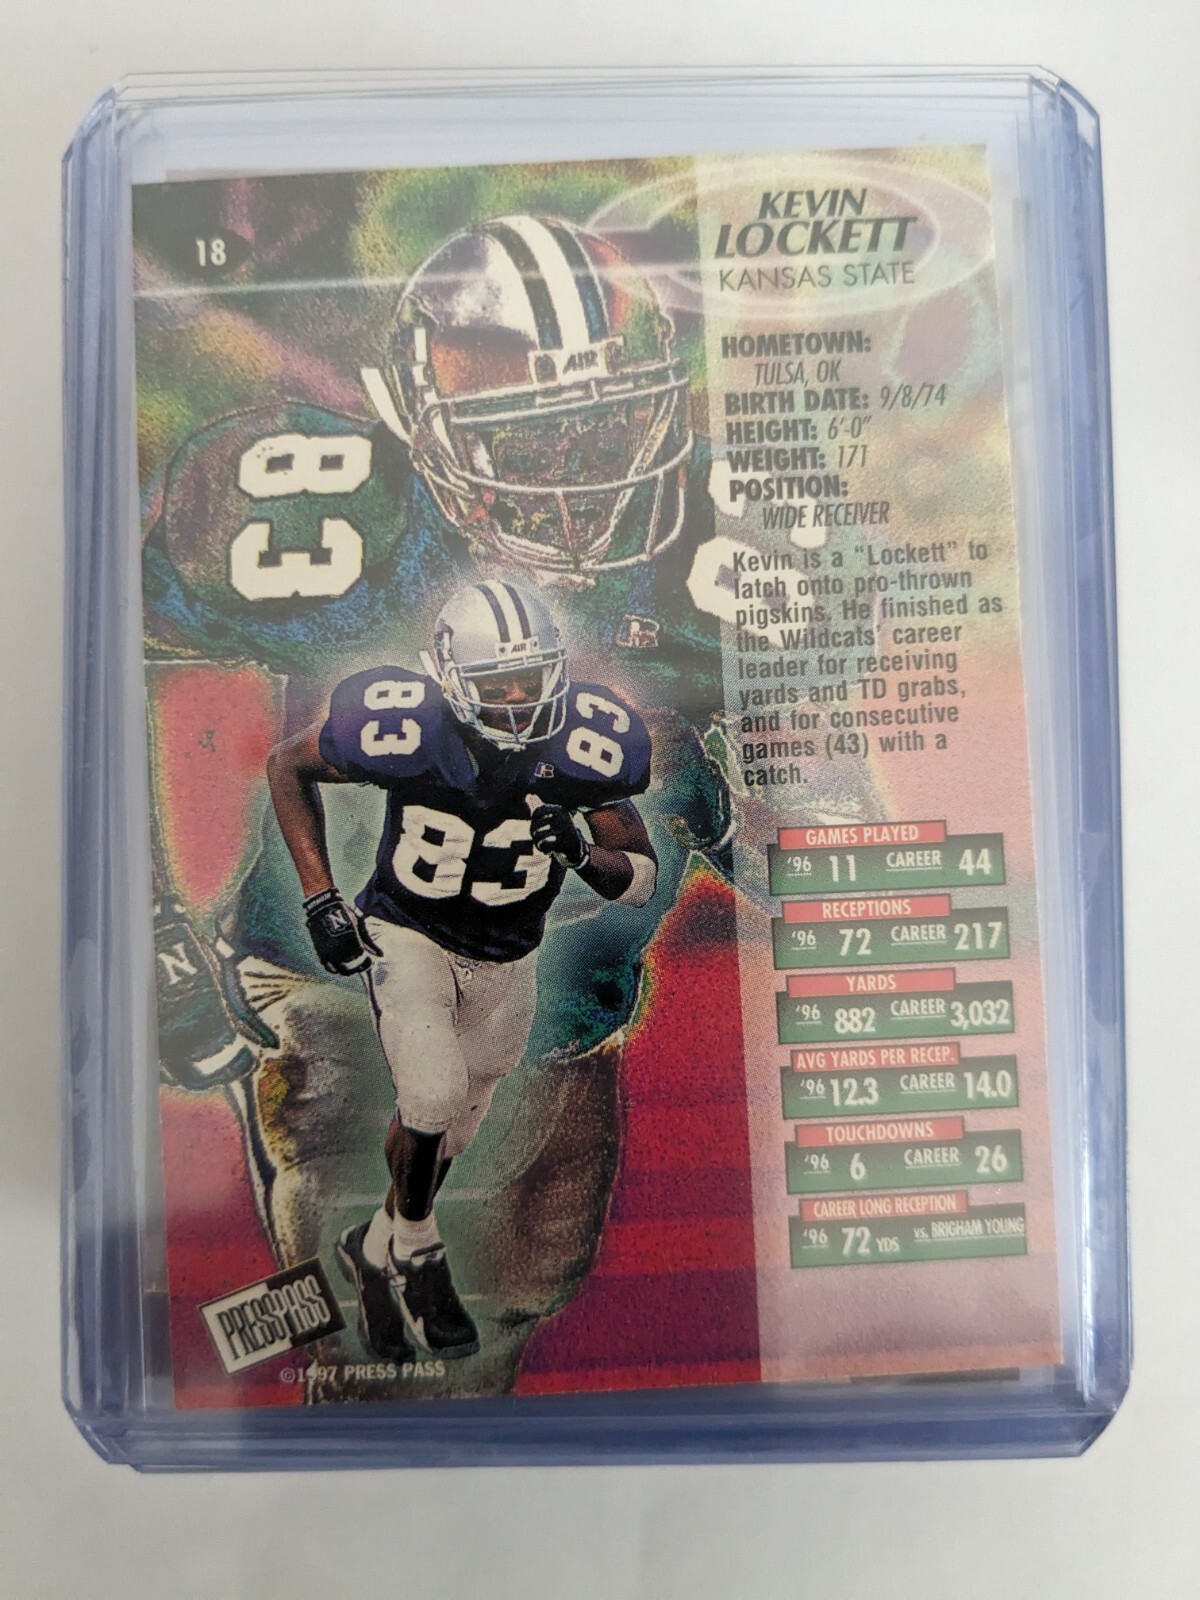 18
KEVIN
LOCKETT
KANSAS STATE
HOMETOWN:
TULSA, OK
BIRTH DATE: 9/8/74
HEIGHT: 6'-0"
WEIGHT: 171
POSITION:
WIDE RECEIVER
Kevin is a "Lockett" to
latch onto pro-thrown
pigskins. He finished as
the Wildcats' career
leader for receiving
yards and TD grabs,
and for consecutive
games (43) with a
catch.
GAMES PLAYED
'96 11 CAREER 44
RECEPTIONS
'96 72 CAREER 217
YARDS
'96 882 CAREER 3,032
AVG YARDS PER RECEP.
'96 12.3 CAREER 14.0
TOUCHDOWNS
'96 6 CAREER 26
CAREER LONG RECEPTION
'96 72 YDS vs. BRIGHAM YOUNG
AIR
83
AIR
83
83
83
N
N
PRESS PASS
©1997 PRESS PASS